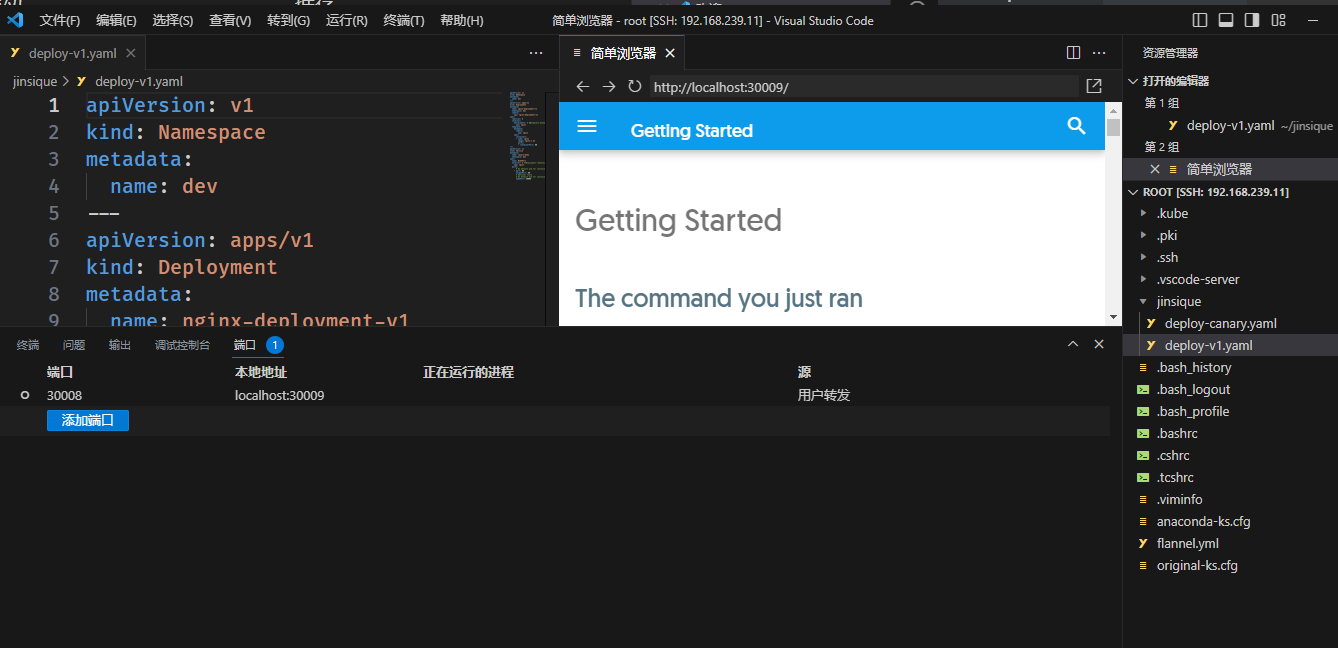 文件(F) 编辑(E) 选择(S) 查看(V) 转到(G) 运行(R) 终端(T) 帮助(H) 简单浏览器 - root [SSH: 192.168.239.11] - Visual Studio Code
deploy-v1.yaml
jinsique > deploy-v1.yaml
1 apiVersion: v1
2 kind: Namespace
3 metadata:
4 name: dev
5 ---
6 apiVersion: apps/v1
7 kind: Deployment
8 metadata:
9 name: nginx-deployment-v1
简单浏览器
http://localhost:30009/
Getting Started
Getting Started
The command you just ran
终端 问题 输出 调试控制台 端口 1
端口 本地地址 正在运行的进程 源
30008 localhost:30009 用户转发
添加端口
资源管理器
打开的编辑器
第 1 组
deploy-v1.yaml ~/jinsique
第 2 组
简单浏览器
ROOT [SSH: 192.168.239.11]
.kube
.pki
.ssh
.vscode-server
jinsique
deploy-canary.yaml
deploy-v1.yaml
.bash_history
.bash_logout
.bash_profile
.bashrc
.cshrc
.tcshrc
.viminfo
anaconda-ks.cfg
flannel.yml
original-ks.cfg